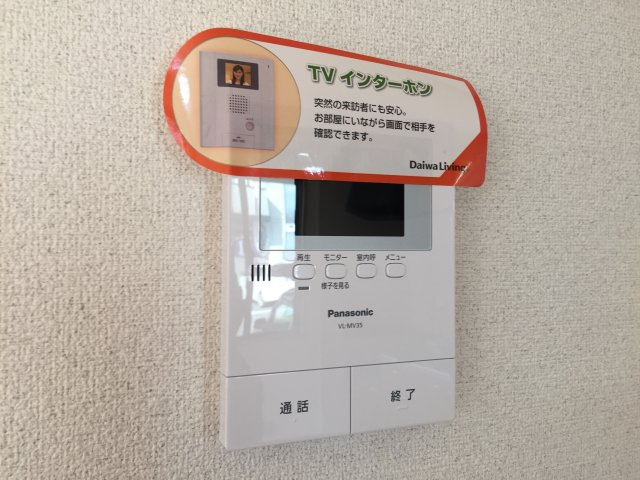 TVインターホン
突然の来訪者にも安心。
お部屋にいながら画面で相手を
確認できます。
Daiwa Living
再生 モニター 室内呼 メニュー
様子を見る
Panasonic
VL-MV35
通話 終了